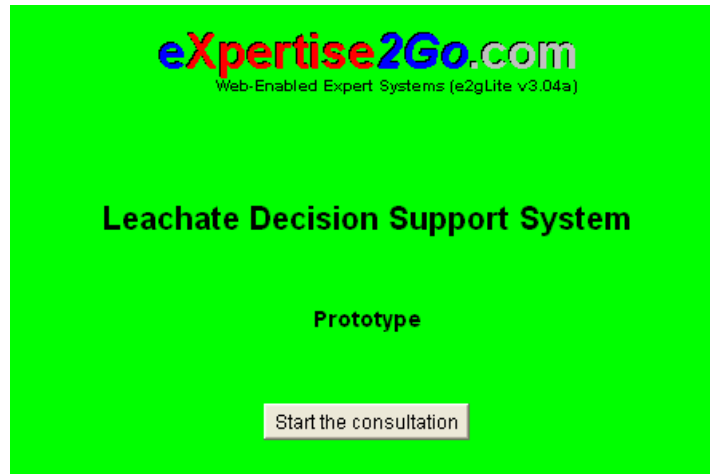 eXpertise2Go.com
Web-Enabled Expert Systems (e2gLite v3.04a)
Leachate Decision Support System
Prototype
Start the consultation